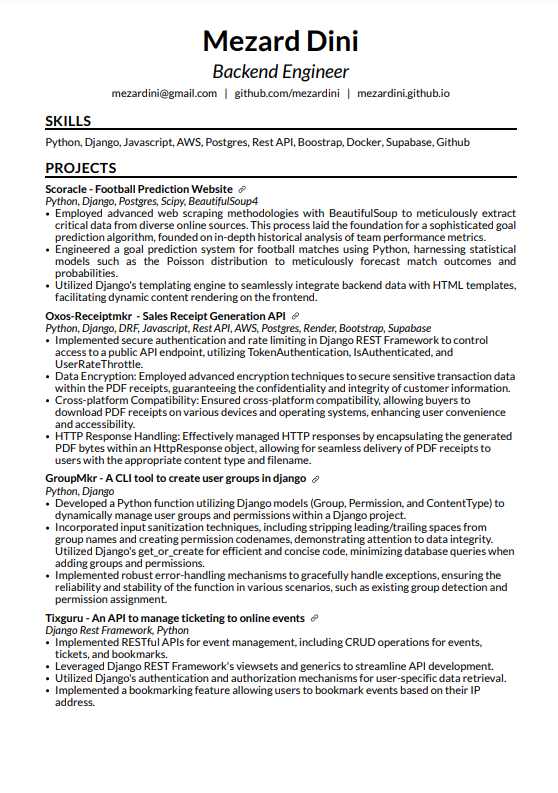 Mezard Dini
Backend Engineer
mezardini@gmail.com | github.com/mezardini | mezardini.github.io
SKILLS
Python, Django, Javascript, AWS, Postgres, Rest API, Boostrap, Docker, Supabase, Github
PROJECTS
Scoracle - Football Prediction Website
Python, Django, Postgres, Scipy, BeautifulSoup4
• Employed advanced web scraping methodologies with BeautifulSoup to meticulously extract
critical data from diverse online sources. This process laid the foundation for a sophisticated goal
prediction algorithm, founded on in-depth historical analysis of team performance metrics.
• Engineered a goal prediction system for football matches using Python, harnessing statistical
models such as the Poisson distribution to meticulously forecast match outcomes and
probabilities.
• Utilized Django's templating engine to seamlessly integrate backend data with HTML templates,
facilitating dynamic content rendering on the frontend.
Oxos-Receiptmkr - Sales Receipt Generation API
Python, Django, DRF, Javascript, Rest API, AWS, Postgres, Render, Bootstrap, Supabase
• Implemented secure authentication and rate limiting in Django REST Framework to control
access to a public API endpoint, utilizing TokenAuthentication, IsAuthenticated, and
UserRateThrottle.
• Data Encryption: Employed advanced encryption techniques to secure sensitive transaction data
within the PDF receipts, guaranteeing the confidentiality and integrity of customer information.
• Cross-platform Compatibility: Ensured cross-platform compatibility, allowing buyers to
download PDF receipts on various devices and operating systems, enhancing user convenience
and accessibility.
• HTTP Response Handling: Effectively managed HTTP responses by encapsulating the generated
PDF bytes within an HttpResponse object, allowing for seamless delivery of PDF receipts to
users with the appropriate content type and filename.
GroupMkr - A CLI tool to create user groups in django
Python, Django
• Developed a Python function utilizing Django models (Group, Permission, and ContentType) to
dynamically manage user groups and permissions within a Django project.
• Incorporated input sanitization techniques, including stripping leading/trailing spaces from
group names and creating permission codenames, demonstrating attention to data integrity.
Utilized Django's get_or_create for efficient and concise code, minimizing database queries when
adding groups and permissions.
• Implemented robust error-handling mechanisms to gracefully handle exceptions, ensuring the
reliability and stability of the function in various scenarios, such as existing group detection and
permission assignment.
Tixguru - An API to manage ticketing to online events
Django Rest Framework, Python
• Implemented RESTful APIs for event management, including CRUD operations for events,
tickets, and bookmarks.
• Leveraged Django REST Framework's viewsets and generics to streamline API development.
• Utilized Django's authentication and authorization mechanisms for user-specific data retrieval.
• Implemented a bookmarking feature allowing users to bookmark events based on their IP
address.